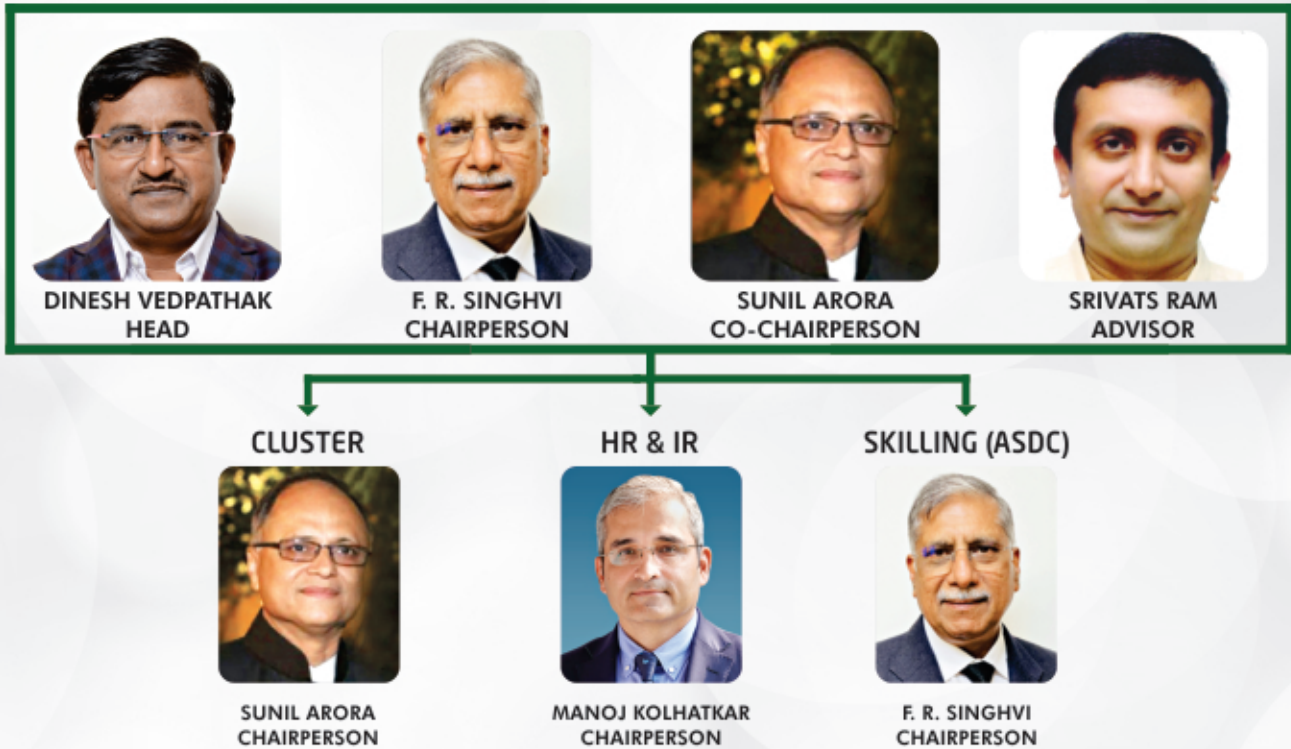 DINESH VEDPATHAK
HEAD
F. R. SINGHVI
CHAIRPERSON
SUNIL ARORA
CO-CHAIRPERSON
SRIVATS RAM
ADVISOR
CLUSTER
HR & IR
SKILLING (ASDC)
SUNIL ARORA
CHAIRPERSON
MANOJ KOLHATKAR
CHAIRPERSON
F. R. SINGHVI
CHAIRPERSON